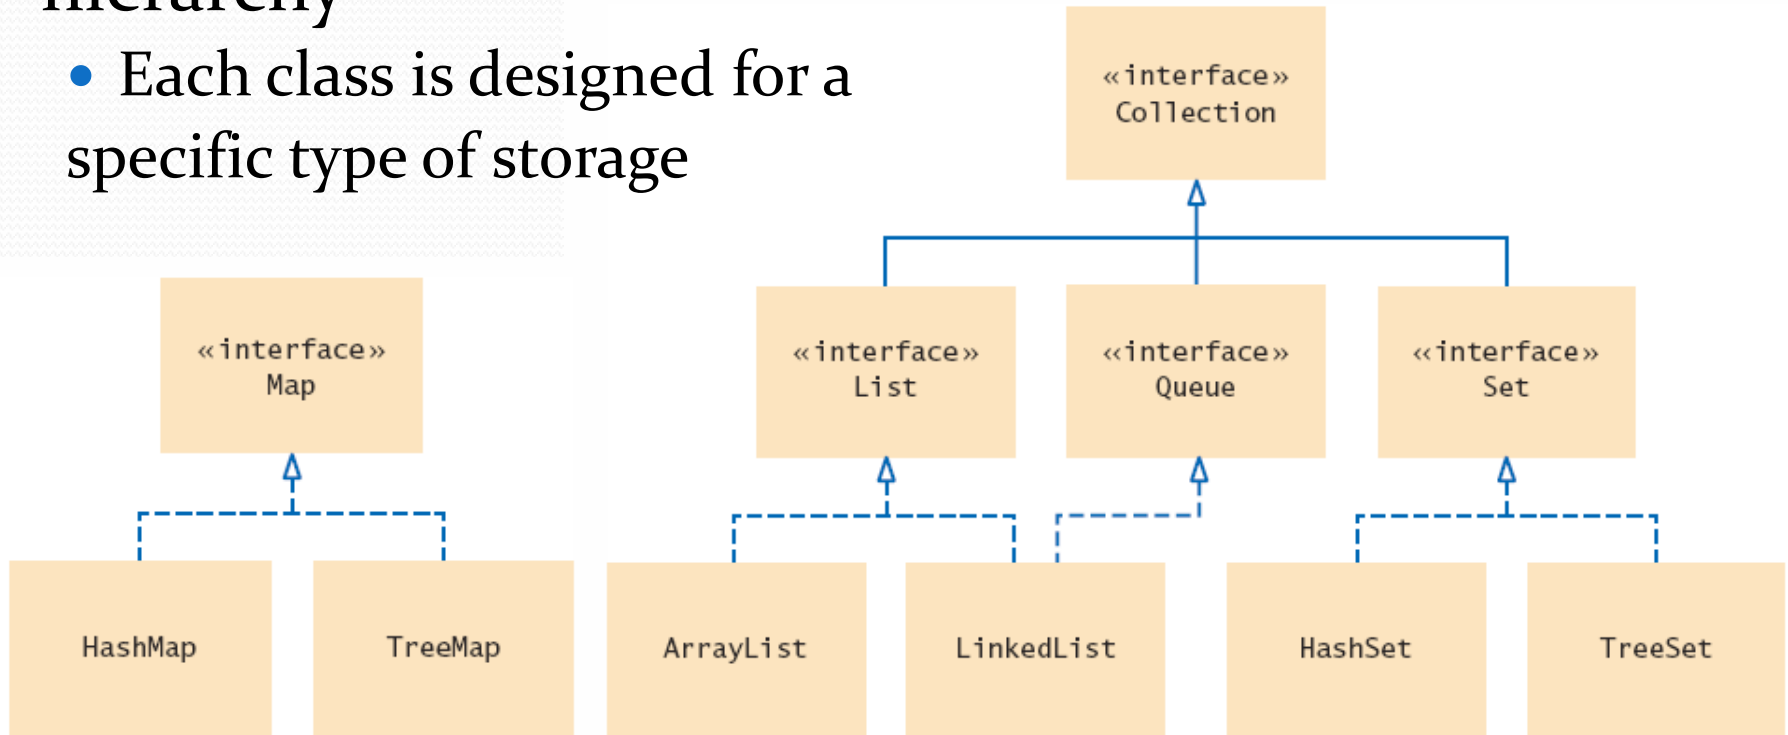 hierarchy
• Each class is designed for a
specific type of storage
«interface»
Collection
«interface»
Map
«interface»
List
«interface»
Queue
«interface»
Set
HashMap
TreeMap
ArrayList
LinkedList
HashSet
TreeSet